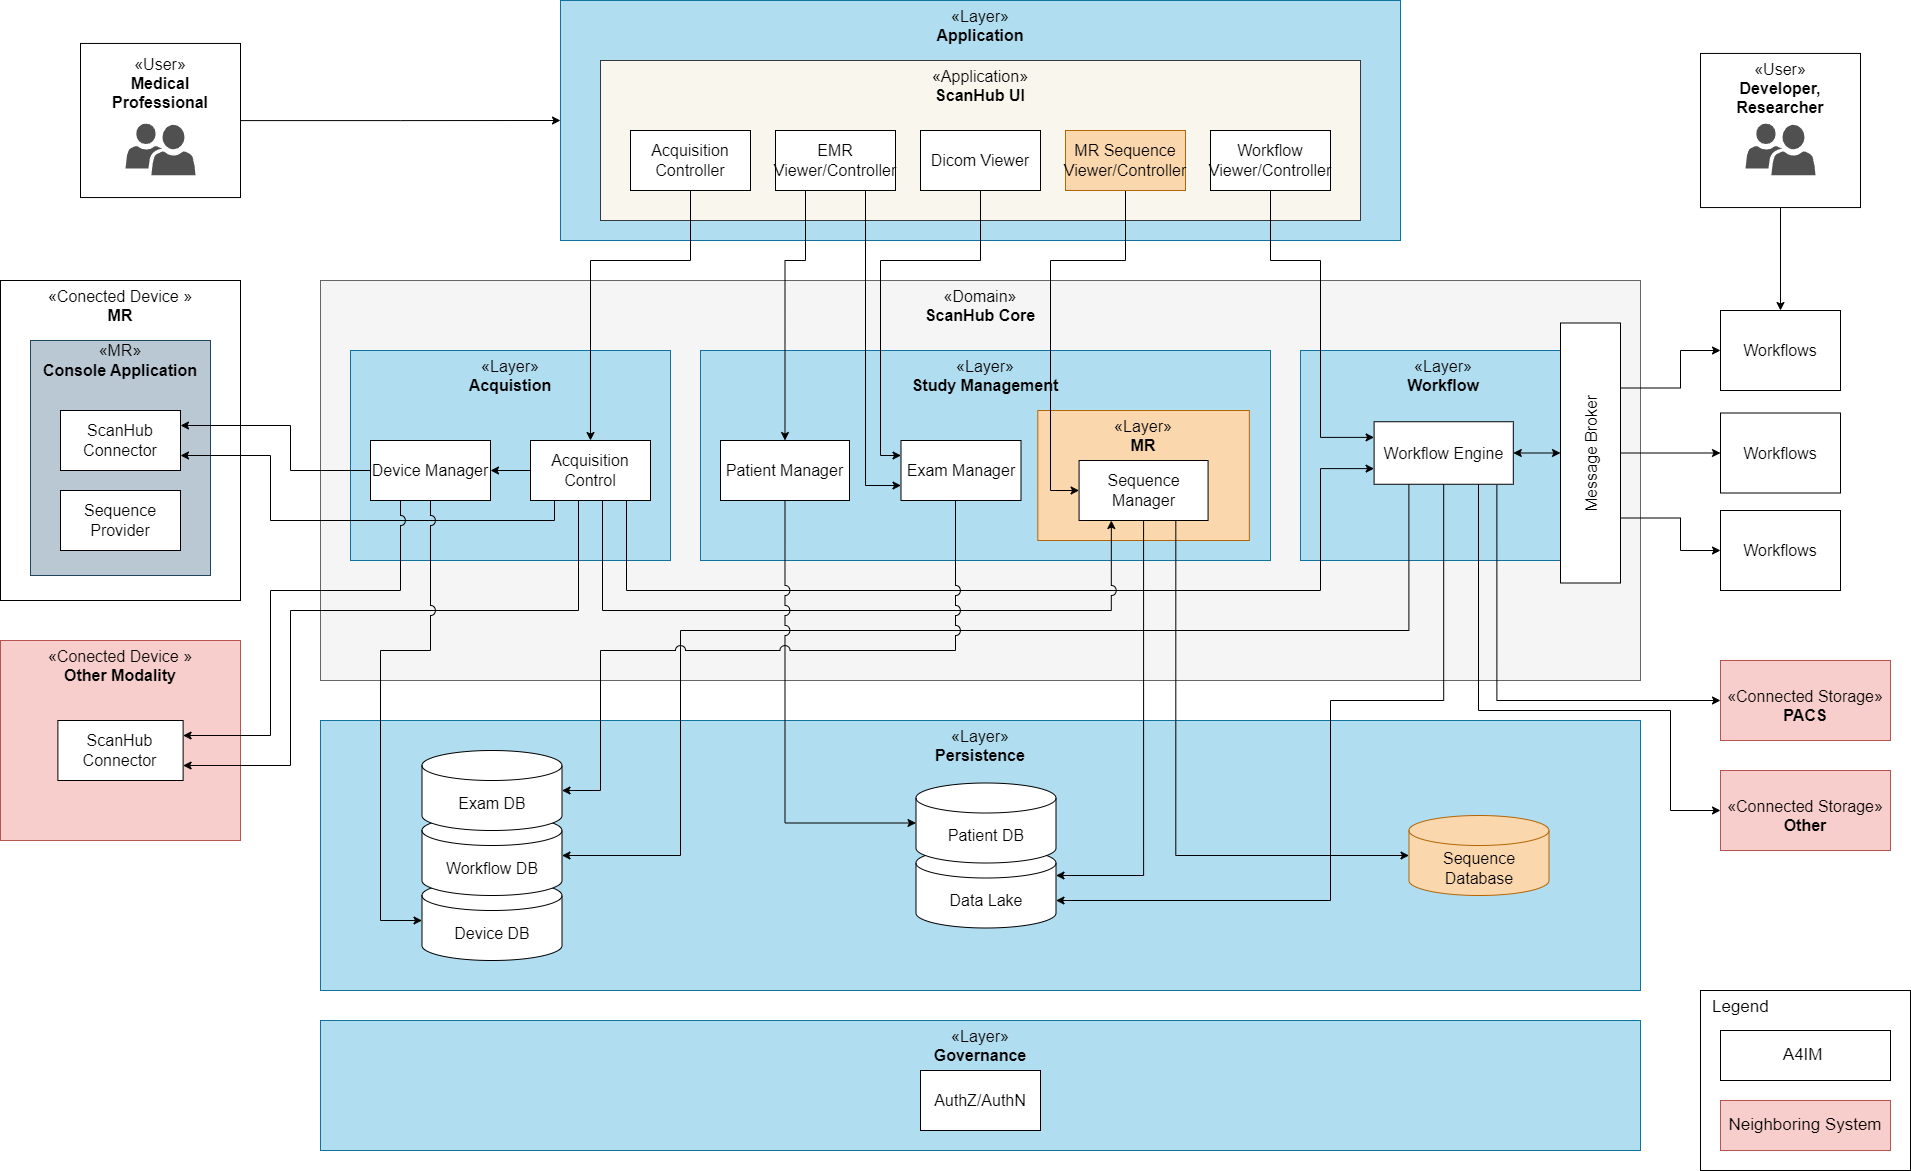 «Layer»
Application
«User»
Medical
Professional
«Application»
ScanHub UI
Acquisition
Controller
EMR
Viewer/Controller
Dicom Viewer
MR Sequence
Viewer/Controller
Workflow
Viewer/Controller
«User»
Developer,
Researcher
«Conected Device »
MR
«MR»
Console Application
ScanHub
Connector
Sequence
Provider
«Domain»
ScanHub Core
«Layer»
Acquistion
Device Manager
Acquisition
Control
«Layer»
Study Management
Patient Manager
Exam Manager
«Layer»
MR
Sequence
Manager
«Layer»
Workflow
Workflow Engine
Message Broker
Workflows
Workflows
Workflows
«Conected Device »
Other Modality
ScanHub
Connector
«Connected Storage»
PACS
«Connected Storage»
Other
«Layer»
Persistence
Exam DB
Workflow DB
Device DB
Patient DB
Data Lake
Sequence
Database
«Layer»
Governance
AuthZ/AuthN
Legend
A4IM
Neighboring System